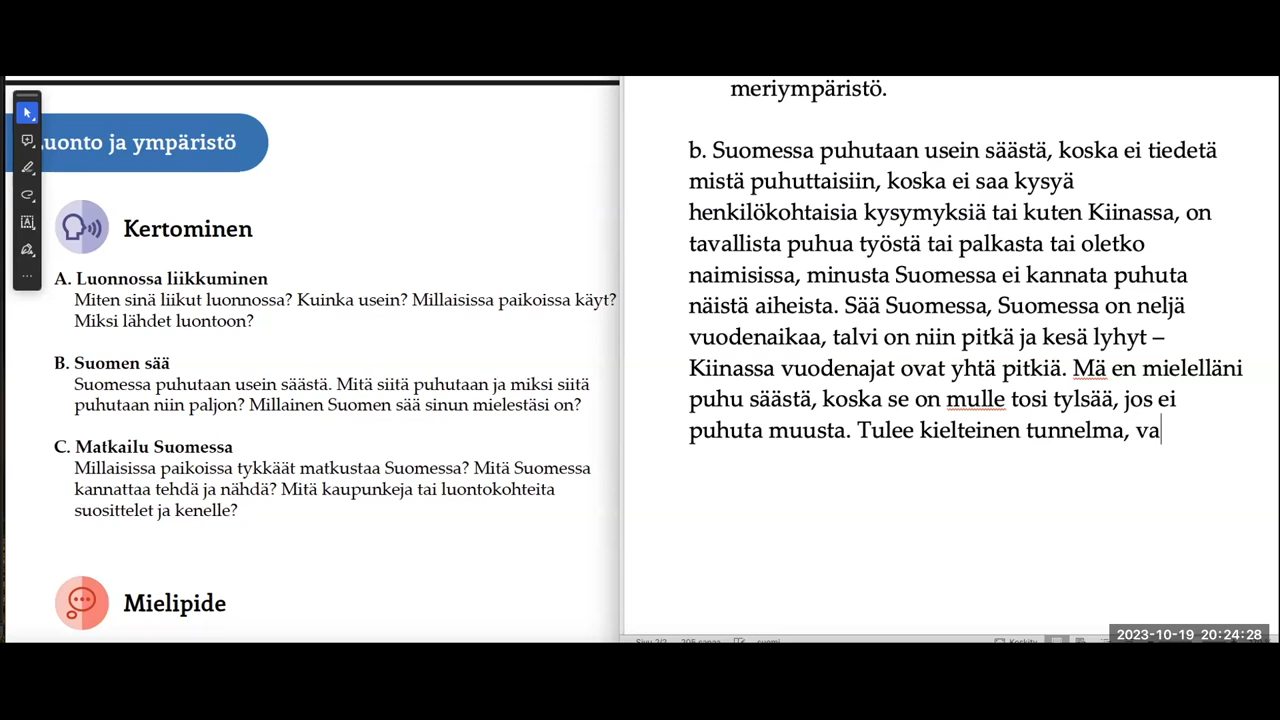 uonto ja ympäristö
Kertominen
A. Luonnossa liikkuminen
Miten sinä liikut luonnossa? Kuinka usein? Millaisissa paikoissa käyt?
Miksi lähdet luontoon?
B. Suomen sää
Suomessa puhutaan usein säästä. Mitä siitä puhutaan ja miksi siitä
puhutaan niin paljon? Millainen Suomen sää sinun mielestäsi on?
C. Matkailu Suomessa
Millaisissa paikoissa tykkäät matkustaa Suomessa? Mitä Suomessa
kannattaa tehdä ja nähdä? Mitä kaupunkeja tai luontokohteita
suosittelet ja kenelle?
Mielipide
meriympäristö.
b. Suomessa puhutaan usein säästä, koska ei tiedetä
mistä puhuttaisiin, koska ei saa kysyä
henkilökohtaisia kysymyksiä tai kuten Kiinassa, on
tavallista puhua työstä tai palkasta tai oletko
naimisissa, minusta Suomessa ei kannata puhuta
näistä aiheista. Sää Suomessa, Suomessa on neljä
vuodenaikaa, talvi on niin pitkä ja kesä lyhyt –
Kiinassa vuodenajat ovat yhtä pitkiä. Mä en mielelläni
puhu säästä, koska se on mulle tosi tylsää, jos ei
puhuta muusta. Tulee kielteinen tunnelma, va
2023-10-19 20:24:28